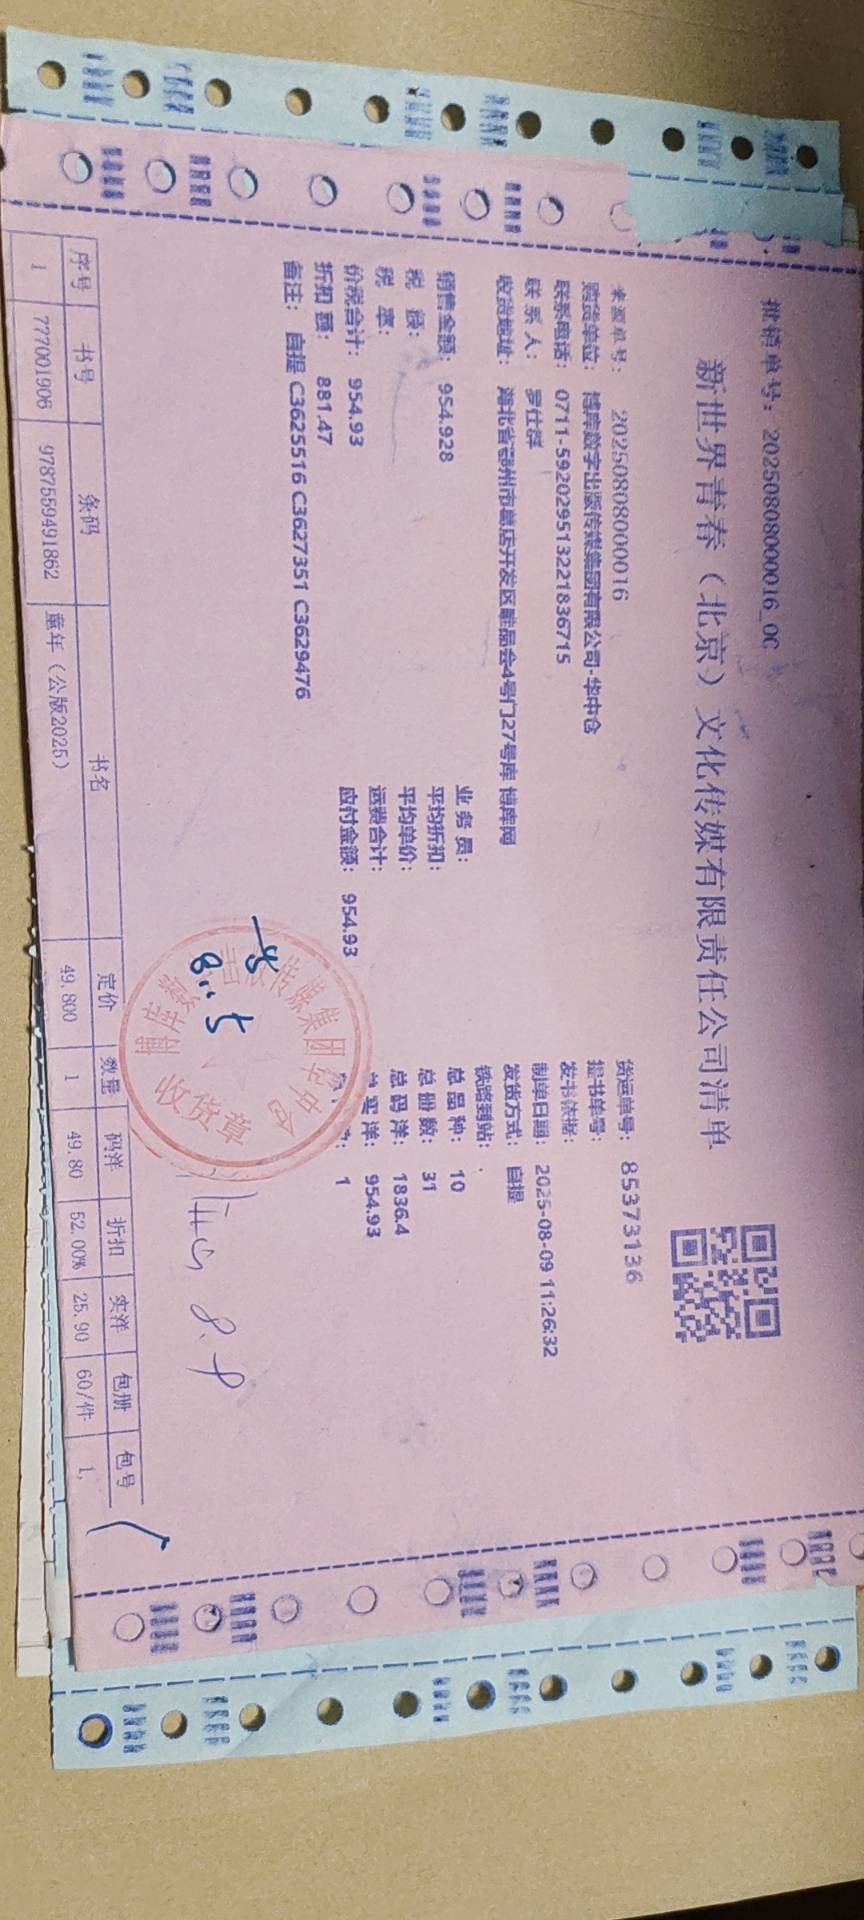 批销单号：20250808000016_0C
新世界青春（北京）文化传媒有限责任公司清单
来源单号：20250808000016
货运单号：85373136
购货单位：博库数字出版传媒集团有限公司-华中仓
提书单号：
联系电话：0711-592029513221836715
发书依据：
联 系 人：罗仕群
制单日期：2025-08-09 11:26:32
收货地址：湖北省鄂州市葛店开发区唯品会4号门27号库 博库网
发货方式：自提
铁路到站：.
销售金额：954.928
业 务 员：
总 品 种：10
税 额：
平均折扣：
总 册 数：31
税 率：
平均单价：
总 码 洋：1836.4
价税合计：954.93
运费合计：
总 实 洋：954.93
折扣 额：881.47
应付金额：954.93
1
备注：自提 C3625516 C3627351 C3629476
收货章
8.9
序号 书号 条码 书名 定价 数量 码洋 折扣 实洋 包册 包号
1 777001906 9787559491862 童年（公版2025） 49.800 1 49.80 52.00% 25.90 60/件 1,